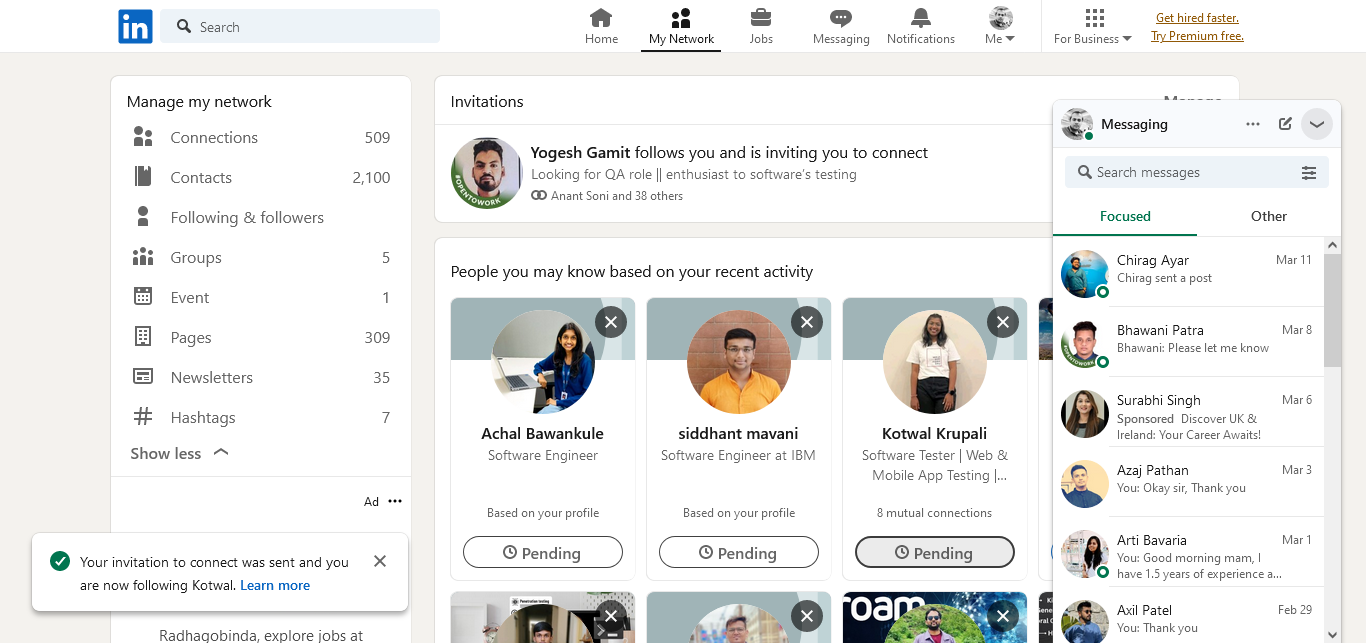 in
Search
Home
My Network
Jobs
Messaging
Notifications
Me
For Business
Get hired faster.
Try Premium free.
Manage my network
Connections 509
Contacts 2,100
Following & followers
Groups 5
Event 1
Pages 309
Newsletters 35
Hashtags 7
Show less
Ad
Your invitation to connect was sent and you
are now following Kotwal. Learn more
Radhagobinda, explore jobs at
Invitations
Manage
Yogesh Gamit follows you and is inviting you to connect
Looking for QA role || enthusiast to software's testing
Anant Soni and 38 others
#OPENTOWORK
People you may know based on your recent activity
Achal Bawankule
Software Engineer
Based on your profile
Pending
siddhant mavani
Software Engineer at IBM
Based on your profile
Pending
Kotwal Krupali
Software Tester | Web &
Mobile App Testing |...
8 mutual connections
Pending
Penetration testing
roam
Messaging
Search messages
Focused
Other
Chirag Ayar Mar 11
Chirag sent a post
Bhawani Patra Mar 8
Bhawani: Please let me know
Surabhi Singh Mar 6
Sponsored Discover UK &
Ireland: Your Career Awaits!
Azaj Pathan Mar 3
You: Okay sir, Thank you
Arti Bavaria Mar 1
You: Good morning mam, I
have 1.5 years of experience a...
Axil Patel Feb 29
You: Thank you